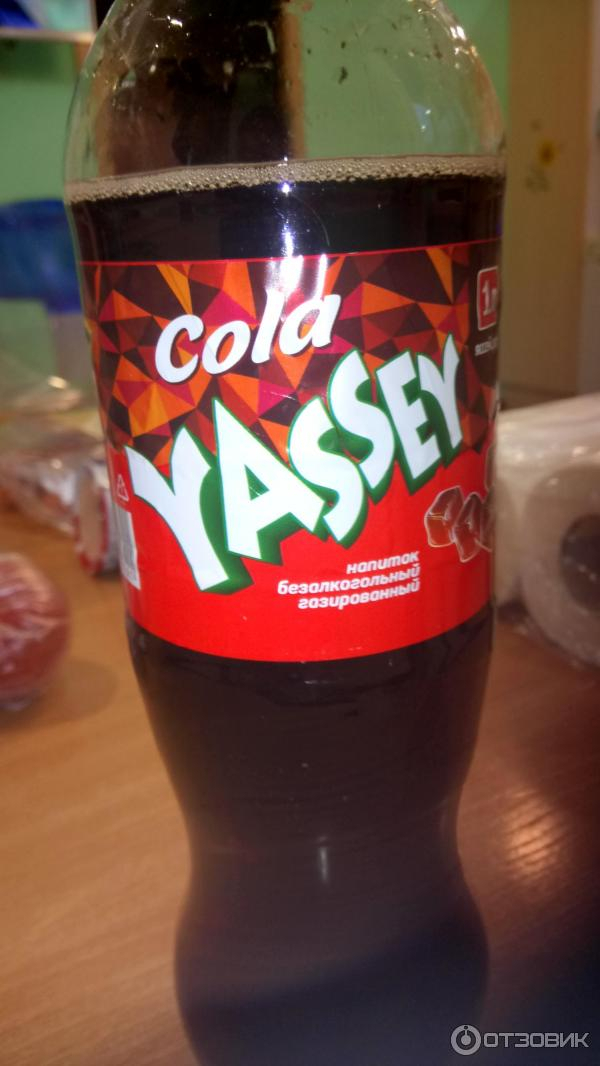 Cola
YASSEY
напиток
безалкогольный
газированный
ОТЗОВИК